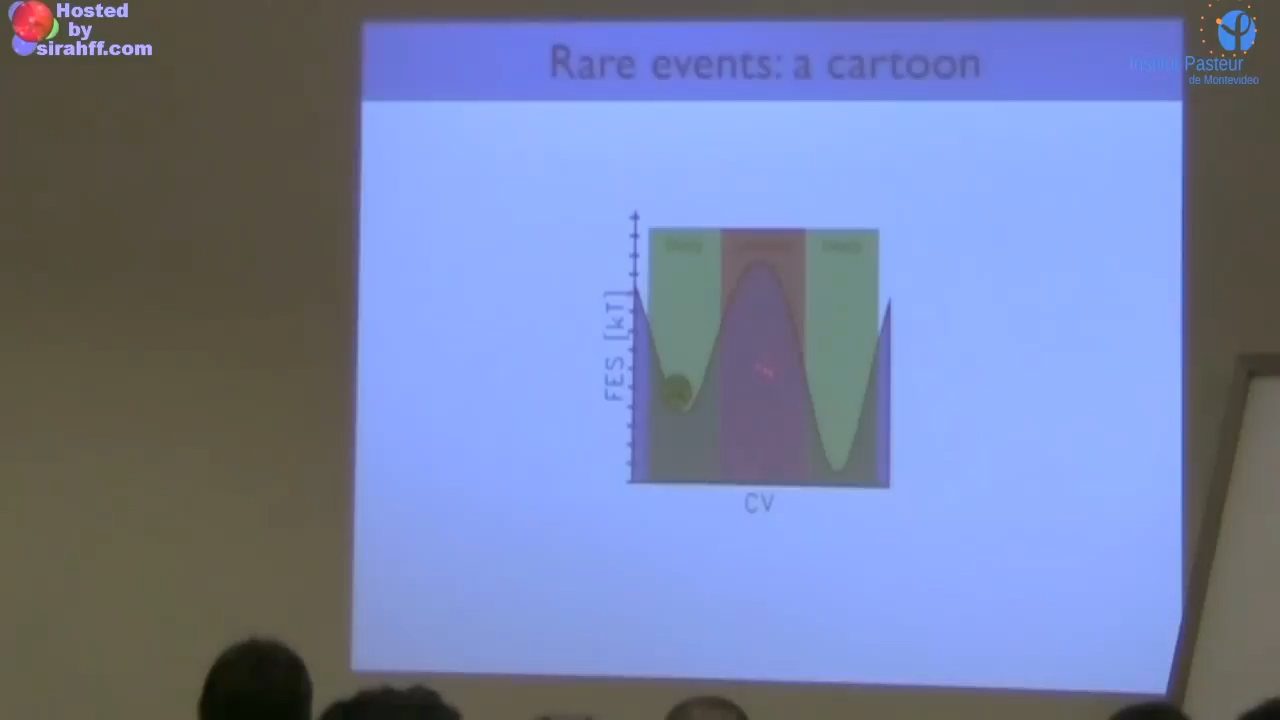 Hosted
by
sirahff.com
Institut Pasteur
de Montevideo
Rare events: a cartoon
FES [kT]
CV